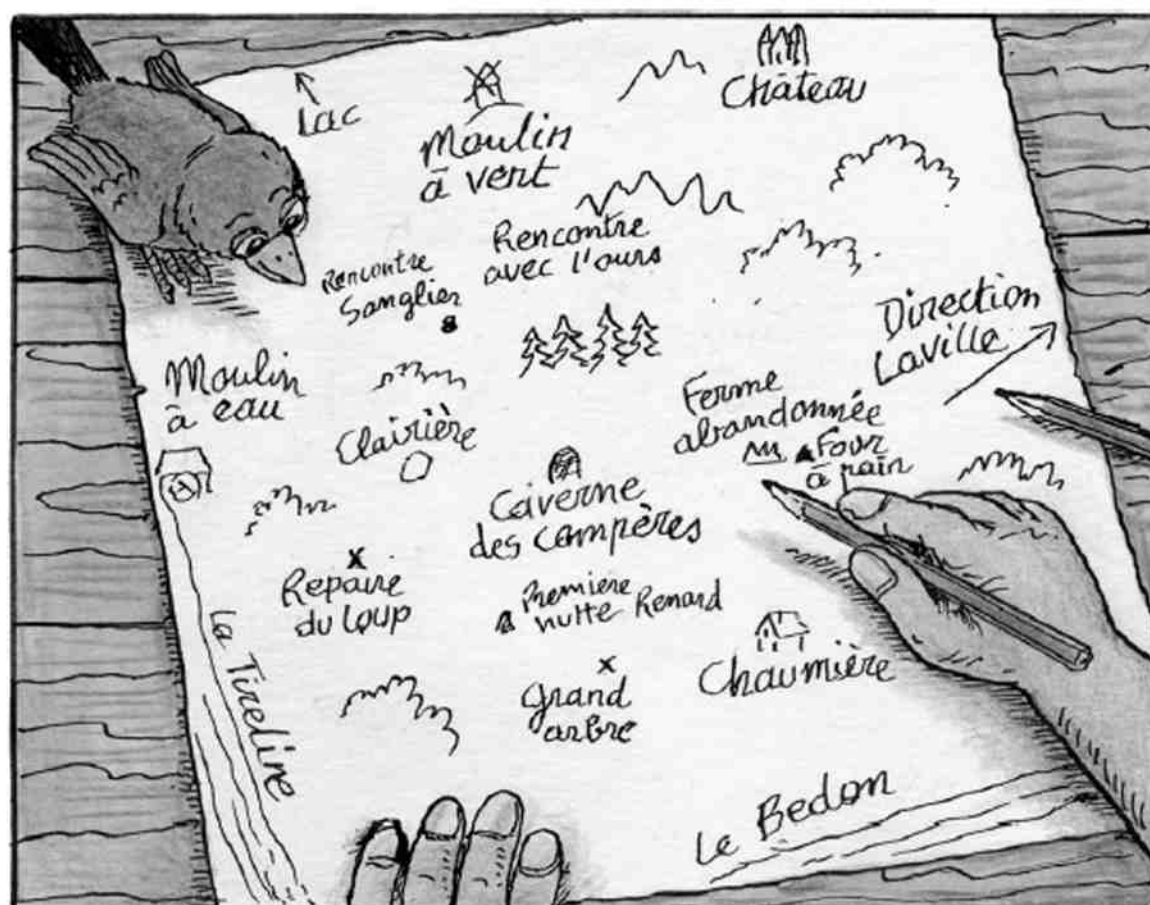 Lac
Moulin
à vent
Château
Rencontre
avec l'ours
Rencontre
Sanglier
Direction
Laville
Moulin
à eau
Clairière
Ferme
abandonnée
Four
à pain
Caverne
des compères
Repaire
du Loup
Première
hutte Renard
Grand
arbre
Chaumière
La Tirelire
Le Bedon